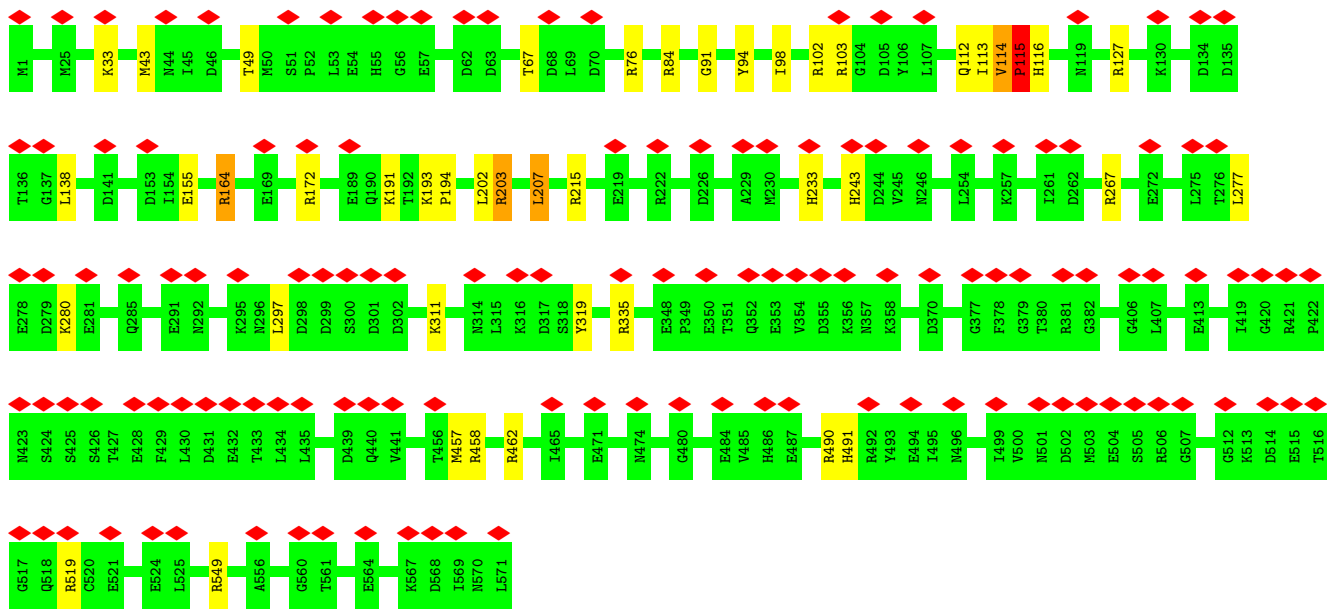 M1 M25 K33 M43 N44 I45 D46 T49 M50 S51 P52 L53 E54 H55 G56 E57 D62 D63 T67 D68 L69 D70 R76 R84 G91 Y94 I98 R102 R103 G104 D105 Y106 L107 Q112 I113 V114 P115 H116 N119 R127 K130 D134 D135
T136 G137 L138 D141 D153 I154 E155 R164 E169 R172 E189 Q190 K191 T192 K193 P194 L202 R203 L207 R215 E219 R222 D226 A229 M230 H233 H243 D244 V245 N246 L254 K257 I261 D262 R267 E272 L275 T276 L277
E278 D279 K280 E281 Q285 E291 N292 K295 N296 L297 D298 D299 S300 D301 D302 K311 N314 L315 K316 D317 S318 Y319 R335 E348 P349 E350 T351 Q352 E353 V354 D355 K356 N357 K358 D370 G377 F378 G379 T380 R381 G382 G406 L407 E413 I419 G420 R421 P422
N423 S424 S425 S426 T427 E428 F429 L430 D431 E432 T433 L434 L435 D439 Q440 V441 T456 M457 R458 R462 I465 E471 N474 G480 E484 V485 H486 E487 R490 H491 R492 Y493 E494 I495 N496 I499 V500 N501 D502 M503 E504 S505 R506 G507 G512 K513 D514 E515 T516
G517 Q518 R519 C520 E521 E524 L525 R549 A556 G560 T561 E564 K567 D568 I569 N570 L571